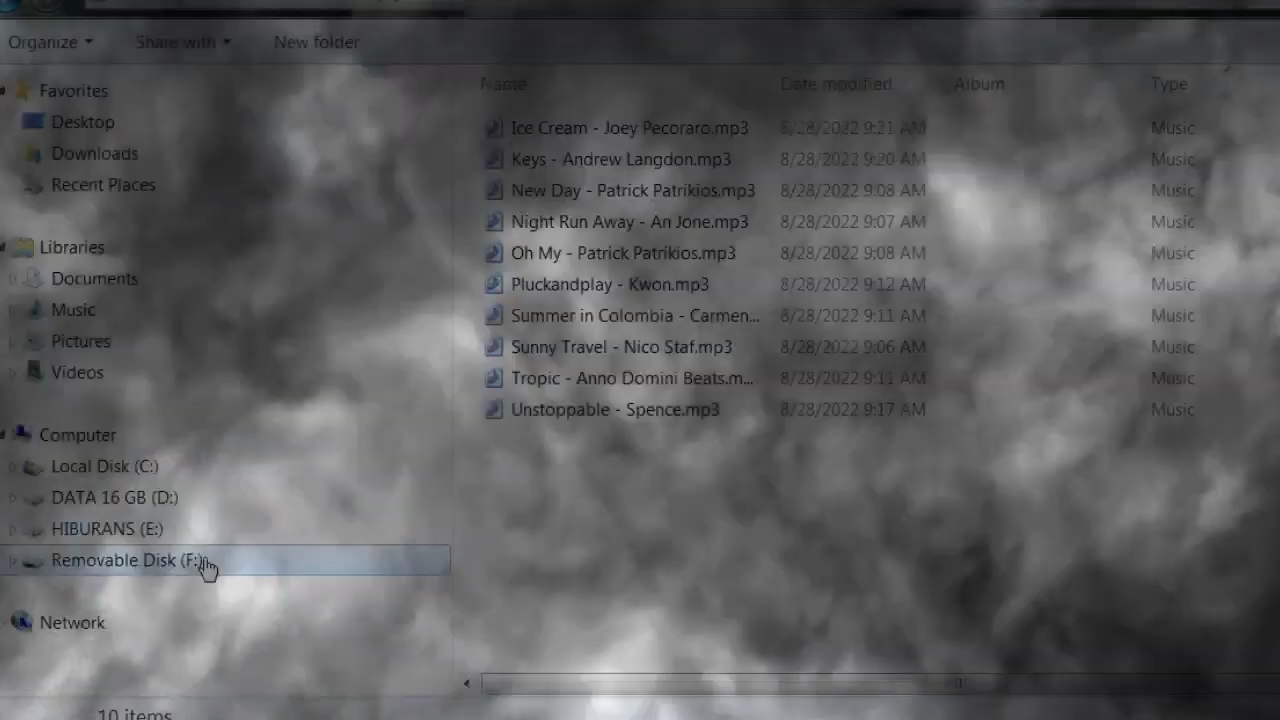 Organize Share with New folder
Favorites
Desktop
Downloads
Recent Places
Libraries
Documents
Music
Pictures
Videos
Computer
Local Disk (C:)
DATA 16 GB (D:)
HIBURANS (E:)
Removable Disk (F:)
Network
Name Date modified Album Type
Ice Cream - Joey Pecoraro.mp3 8/28/2022 9:21 AM Music
Keys - Andrew Langdon.mp3 8/28/2022 9:20 AM Music
New Day - Patrick Patrikios.mp3 8/28/2022 9:08 AM Music
Night Run Away - An Jone.mp3 8/28/2022 9:07 AM Music
Oh My - Patrick Patrikios.mp3 8/28/2022 9:08 AM Music
Pluckandplay - Kwon.mp3 8/28/2022 9:12 AM Music
Summer in Colombia - Carmen... 8/28/2022 9:11 AM Music
Sunny Travel - Nico Staf.mp3 8/28/2022 9:06 AM Music
Tropic - Anno Domini Beats.m... 8/28/2022 9:11 AM Music
Unstoppable - Spence.mp3 8/28/2022 9:17 AM Music
10 items